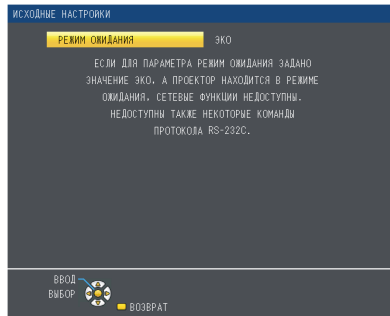 ИСХОДНЫЕ НАСТРОЙКИ
РЕЖИМ ОЖИДАНИЯ ЭКО
ЕСЛИ ДЛЯ ПАРАМЕТРА РЕЖИМ ОЖИДАНИЯ ЗАДАНО
ЗНАЧЕНИЕ ЭКО, А ПРОЕКТОР НАХОДИТСЯ В РЕЖИМЕ
ОЖИДАНИЯ, СЕТЕВЫЕ ФУНКЦИИ НЕДОСТУПНЫ.
НЕДОСТУПНЫ ТАКЖЕ НЕКОТОРЫЕ КОМАНДЫ
ПРОТОКОЛА RS-232C.
ВВОД
ВЫБОР
ВОЗВРАТ